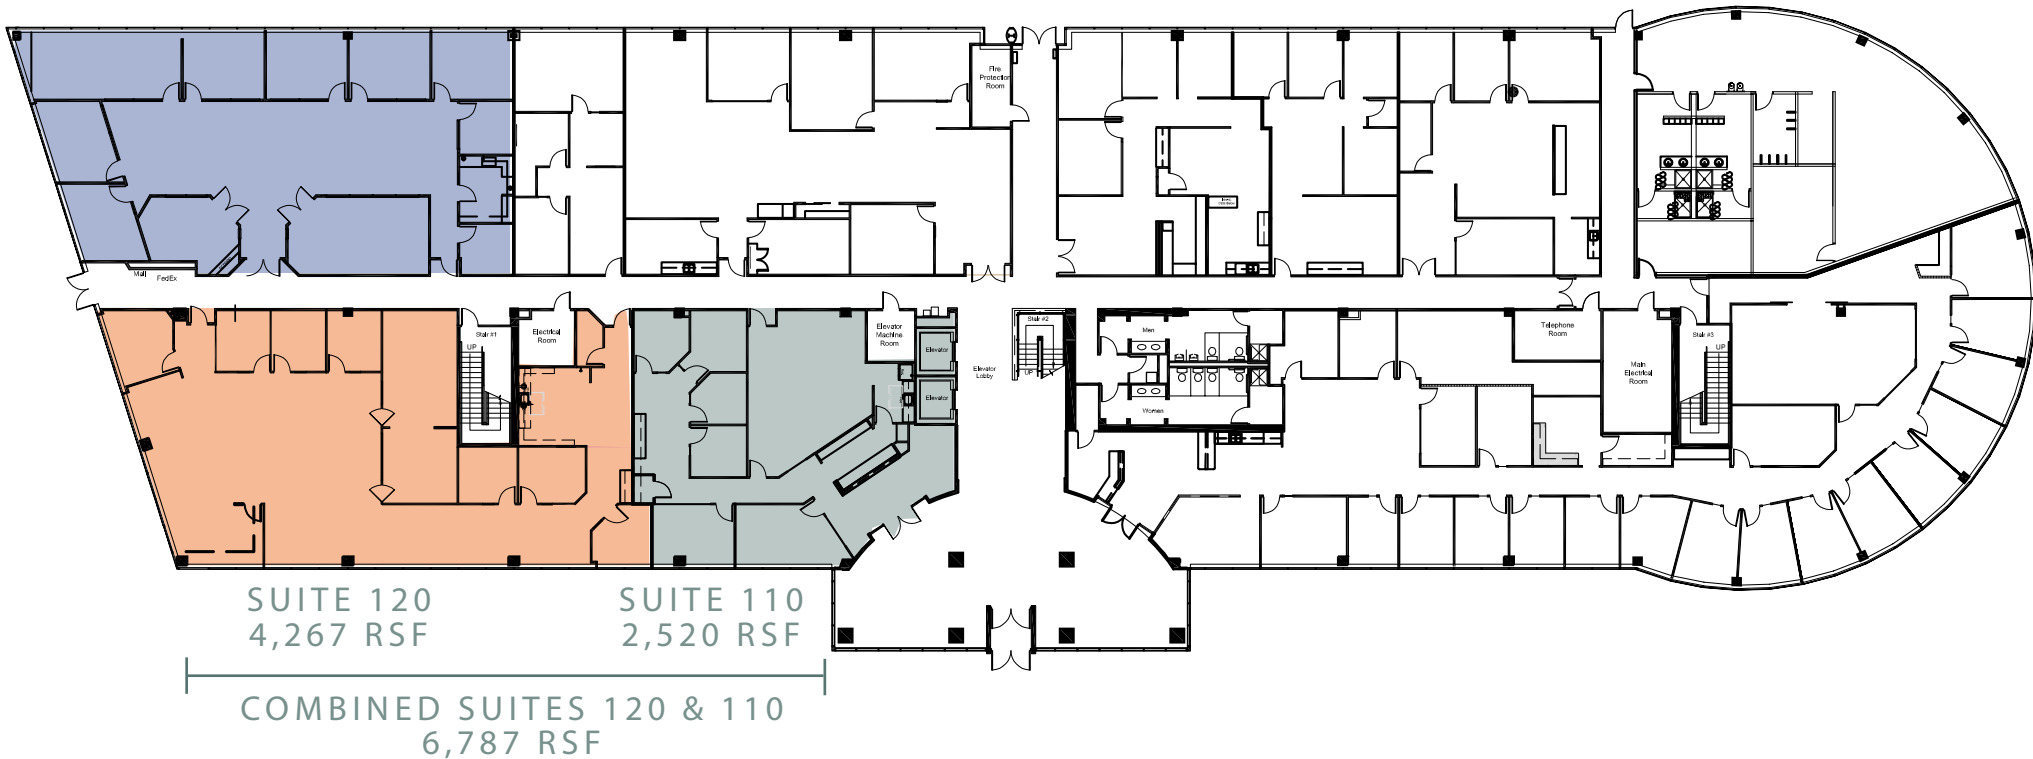 Fire
Protection
Room
Mail
FedEx
Stair #1
UP
Electrical
Room
Elevator
Machine
Room
Elevator
Elevator
Elevator
Lobby
Stair #2
UP
Men
Women
Telephone
Room
Main
Electrical
Room
Stair #3
UP
SUITE 120
4,267 RSF
SUITE 110
2,520 RSF
COMBINED SUITES 120 & 110
6,787 RSF